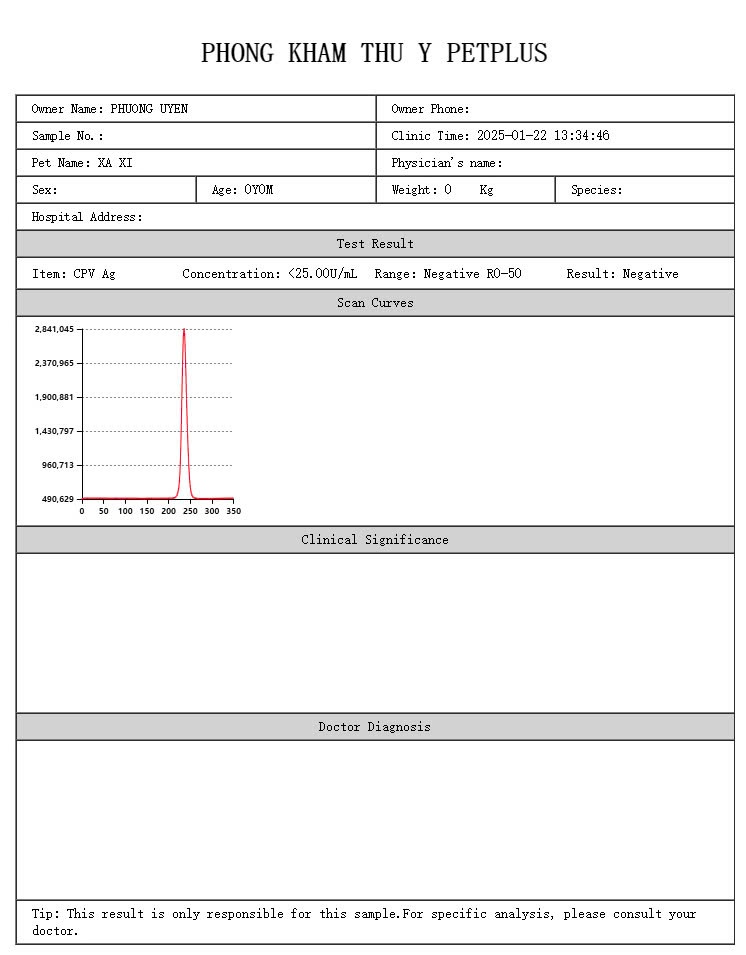 PHONG KHAM THU Y PETPLUS
Owner Name: PHUONG UYEN Owner Phone:
Sample No.: Clinic Time: 2025-01-22 13:34:46
Pet Name: XA XI Physician's name:
Sex: Age: 0Y0M Weight: 0 Kg Species:
Hospital Address:
Test Result
Item: CPV Ag Concentration: <25.00U/mL Range: Negative R0-50 Result: Negative
Scan Curves
2,841,045
2,370,965
1,900,881
1,430,797
960,713
490,629
0 50 100 150 200 250 300 350
Clinical Significance
Doctor Diagnosis
Tip: This result is only responsible for this sample.For specific analysis, please consult your
doctor.